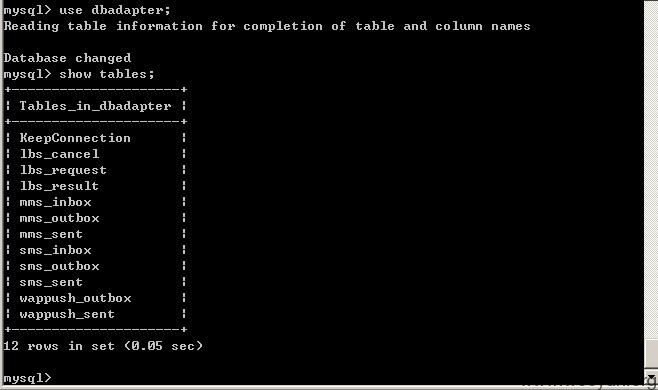 mysql> use dbadapter;
Reading table information for completion of table and column names
Database changed
mysql> show tables;
+---------------------+
| Tables_in_dbadapter |
+---------------------+
| KeepConnection |
| lbs_cancel |
| lbs_request |
| lbs_result |
| mms_inbox |
| mms_outbox |
| mms_sent |
| sms_inbox |
| sms_outbox |
| sms_sent |
| wappush_outbox |
| wappush_sent |
+---------------------+
12 rows in set (0.05 sec)
mysql>